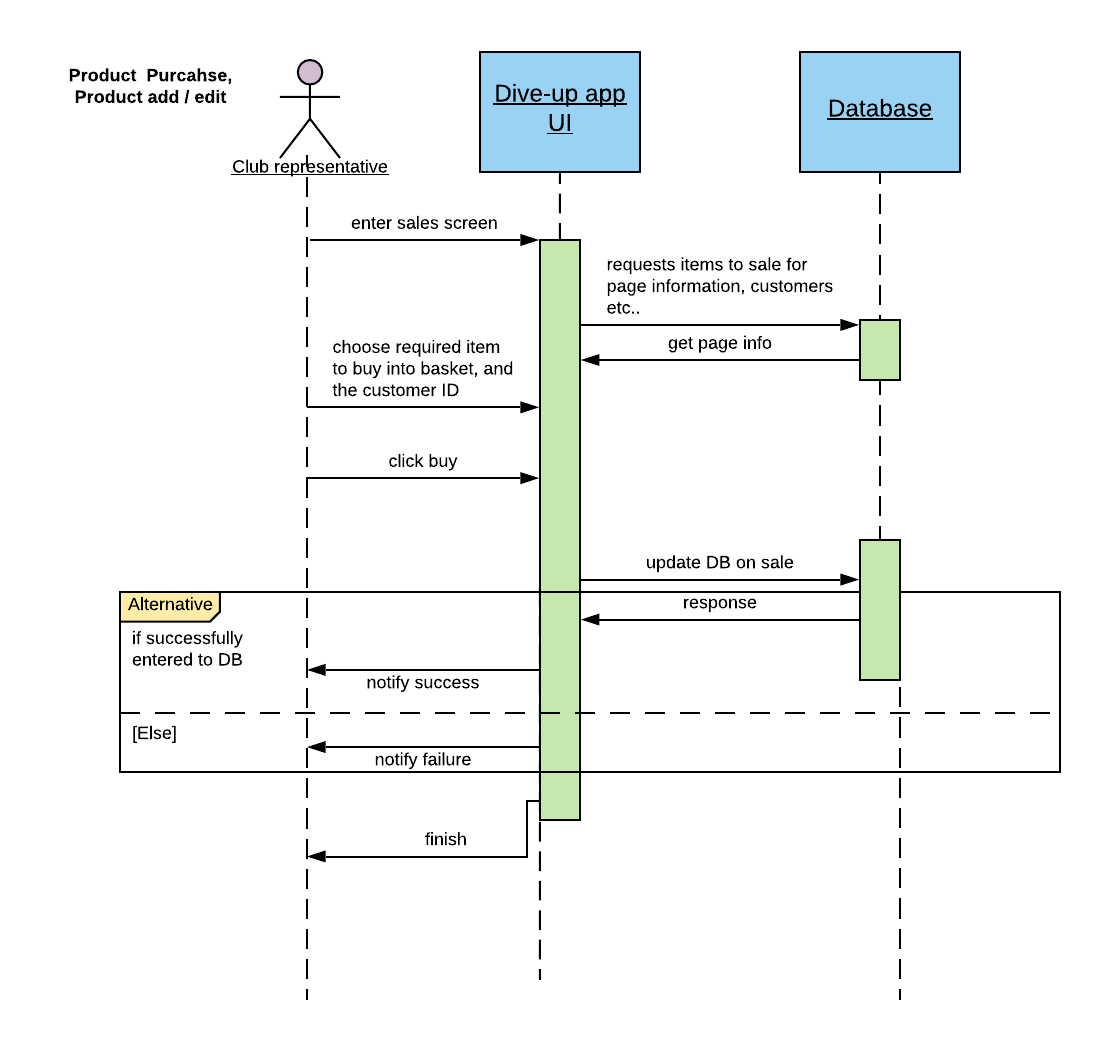 Product  Purcahse,
Product add / edit
Club representative
Dive-up app
UI
Database
enter sales screen
requests items to sale for
page information, customers
etc..
get page info
choose required item
to buy into basket, and
the customer ID
click buy
update DB on sale
Alternative
response
if successfully
entered to DB
notify success
[Else]
notify failure
finish